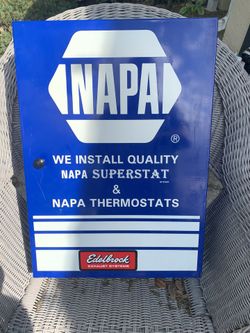 NAPA
®
WE INSTALL QUALITY
NAPA SUPERSTAT
&
NAPA THERMOSTATS
Edelbrock
EXHAUST SYSTEMS